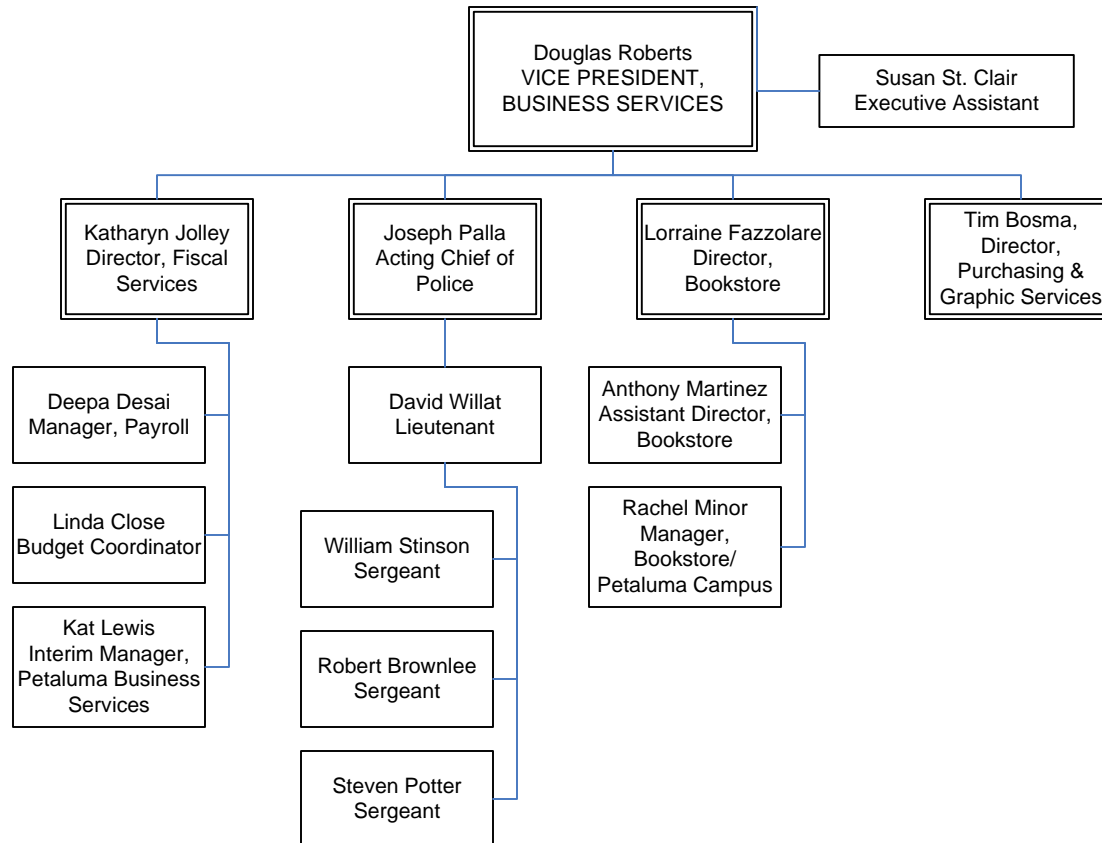 Douglas Roberts
VICE PRESIDENT,
BUSINESS SERVICES
Susan St. Clair
Executive Assistant
Katharyn Jolley
Director, Fiscal
Services
Joseph Palla
Acting Chief of
Police
Lorraine Fazzolare
Director,
Bookstore
Tim Bosma,
Director,
Purchasing &
Graphic Services
Deepa Desai
Manager, Payroll
David Willat
Lieutenant
Anthony Martinez
Assistant Director,
Bookstore
Linda Close
Budget Coordinator
William Stinson
Sergeant
Rachel Minor
Manager,
Bookstore/
Petaluma Campus
Kat Lewis
Interim Manager,
Petaluma Business
Services
Robert Brownlee
Sergeant
Steven Potter
Sergeant